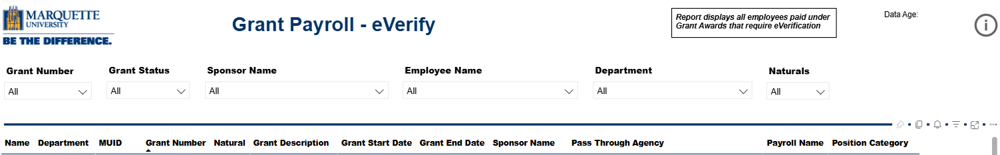 MARQUETTE
UNIVERSITY
BE THE DIFFERENCE.
Grant Payroll - eVerify
Report displays all employees paid under
Grant Awards that require eVerification
Data Age:
Grant Number
Grant Status
Sponsor Name
Employee Name
Department
Naturals
All
All
All
All
All
All
Name Department MUID Grant Number Natural Grant Description Grant Start Date Grant End Date Sponsor Name Pass Through Agency Payroll Name Position Category